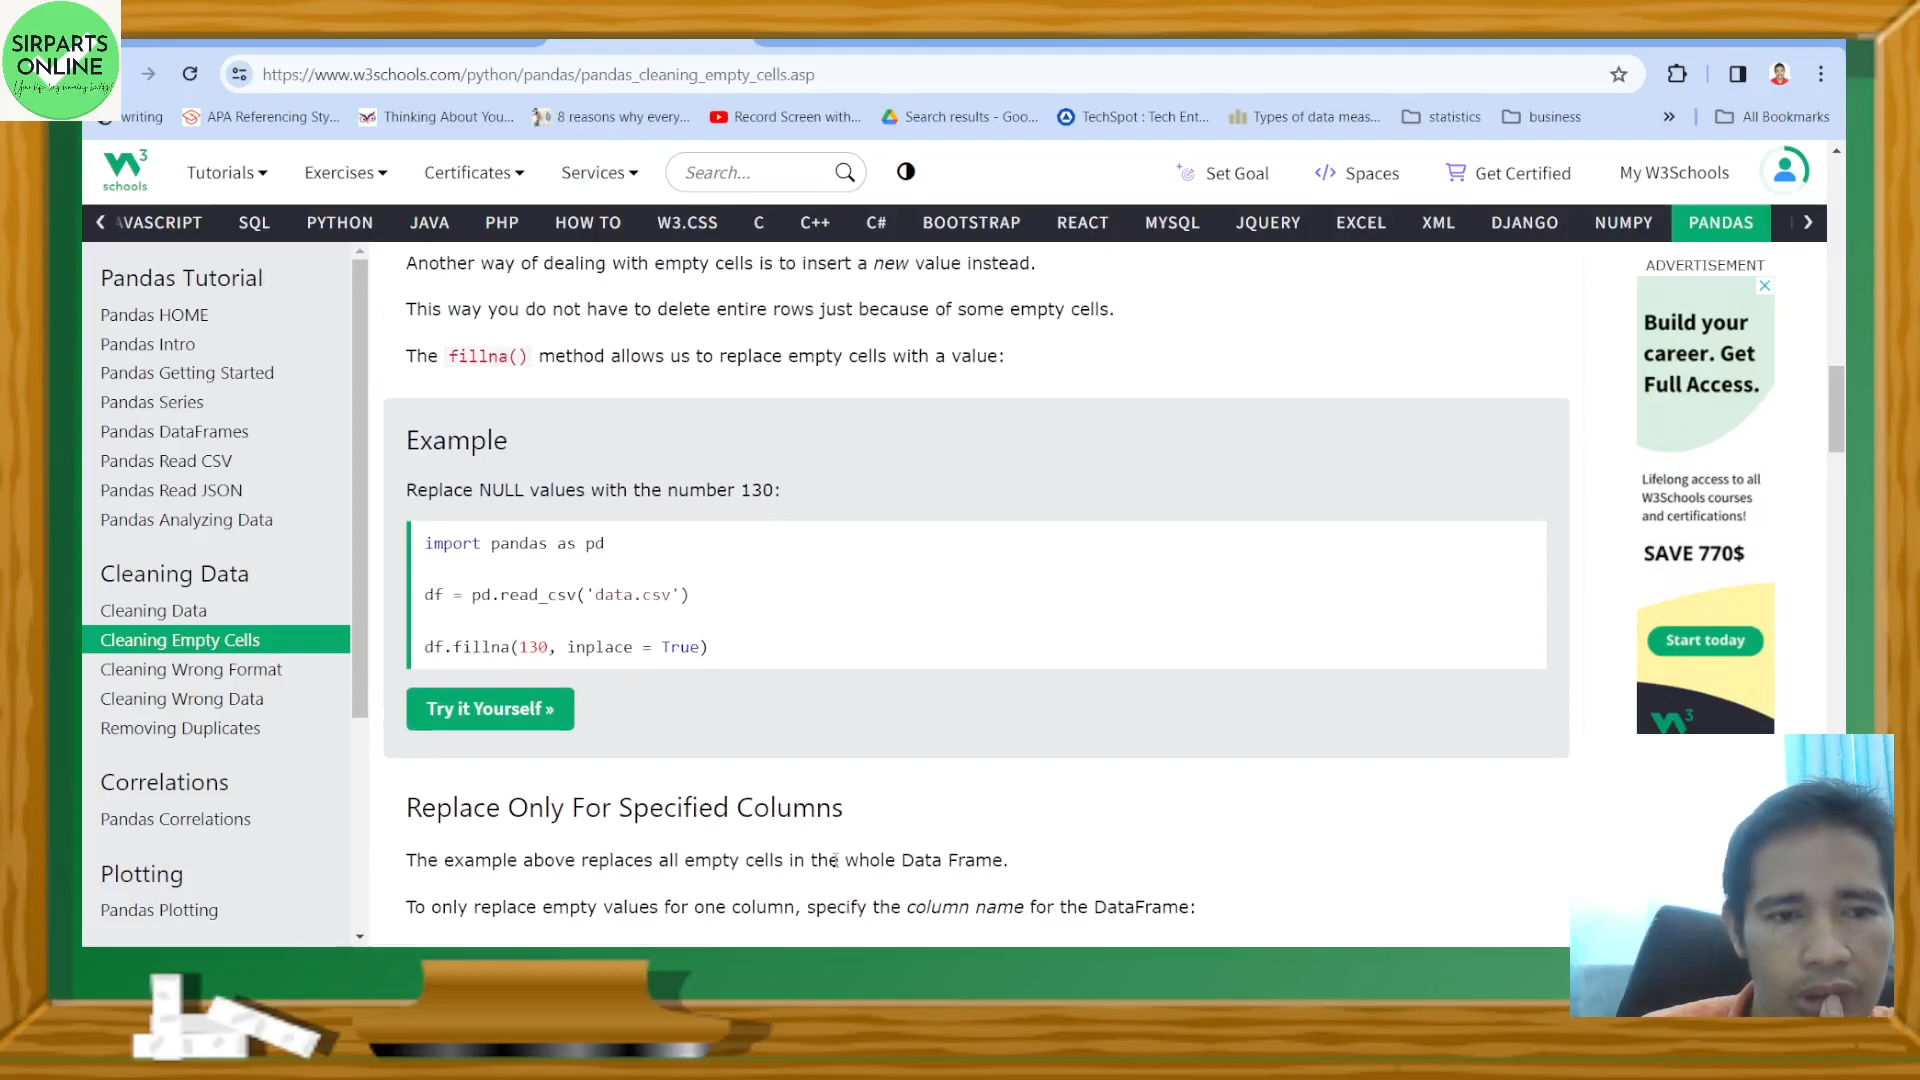 SIRPARTS
ONLINE
https://www.w3schools.com/python/pandas/pandas_cleaning_empty_cells.asp
writing
APA Referencing Sty...
Thinking About You...
8 reasons why every...
Record Screen with...
Search results - Goo...
TechSpot : Tech Ent...
Types of data meas...
statistics
business
»
All Bookmarks
schools
Tutorials
Exercises
Certificates
Services
Search...
Set Goal
Spaces
Get Certified
My W3Schools
AVASCRIPT
SQL
PYTHON
JAVA
PHP
HOW TO
W3.CSS
C
C++
C#
BOOTSTRAP
REACT
MYSQL
JQUERY
EXCEL
XML
DJANGO
NUMPY
PANDAS
Pandas Tutorial
Pandas HOME
Pandas Intro
Pandas Getting Started
Pandas Series
Pandas DataFrames
Pandas Read CSV
Pandas Read JSON
Pandas Analyzing Data
Cleaning Data
Cleaning Data
Cleaning Empty Cells
Cleaning Wrong Format
Cleaning Wrong Data
Removing Duplicates
Correlations
Pandas Correlations
Plotting
Pandas Plotting
Another way of dealing with empty cells is to insert a new value instead.
This way you do not have to delete entire rows just because of some empty cells.
The fillna() method allows us to replace empty cells with a value:
Example
Replace NULL values with the number 130:
import pandas as pd
df = pd.read_csv('data.csv')
df.fillna(130, inplace = True)
Try it Yourself »
Replace Only For Specified Columns
The example above replaces all empty cells in the whole Data Frame.
To only replace empty values for one column, specify the column name for the DataFrame:
ADVERTISEMENT
Build your
career. Get
Full Access.
Lifelong access to all
W3Schools courses
and certifications!
SAVE 770$
Start today